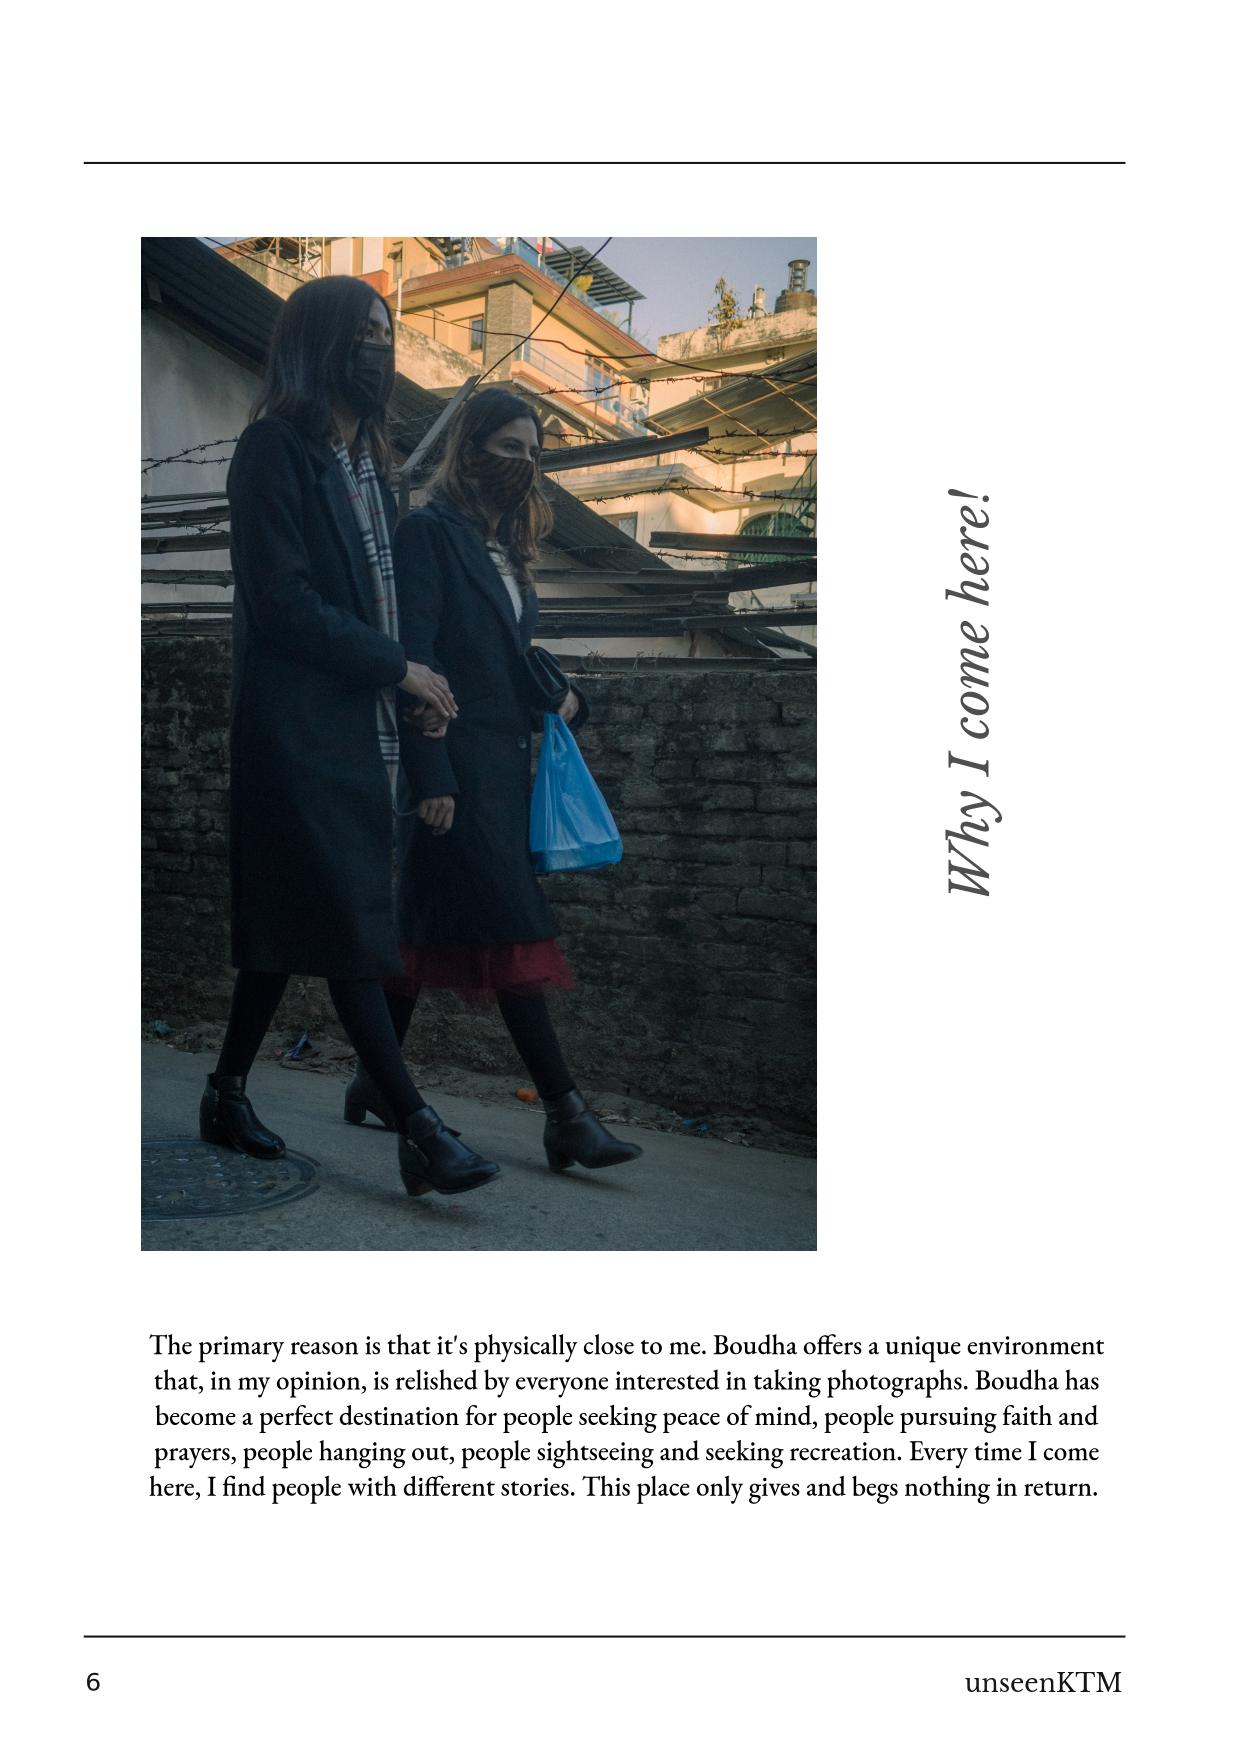 Why I come here!
The primary reason is that it's physically close to me. Boudha offers a unique environment
that, in my opinion, is relished by everyone interested in taking photographs. Boudha has
become a perfect destination for people seeking peace of mind, people pursuing faith and
prayers, people hanging out, people sightseeing and seeking recreation. Every time I come
here, I find people with different stories. This place only gives and begs nothing in return.
6
unseenKTM